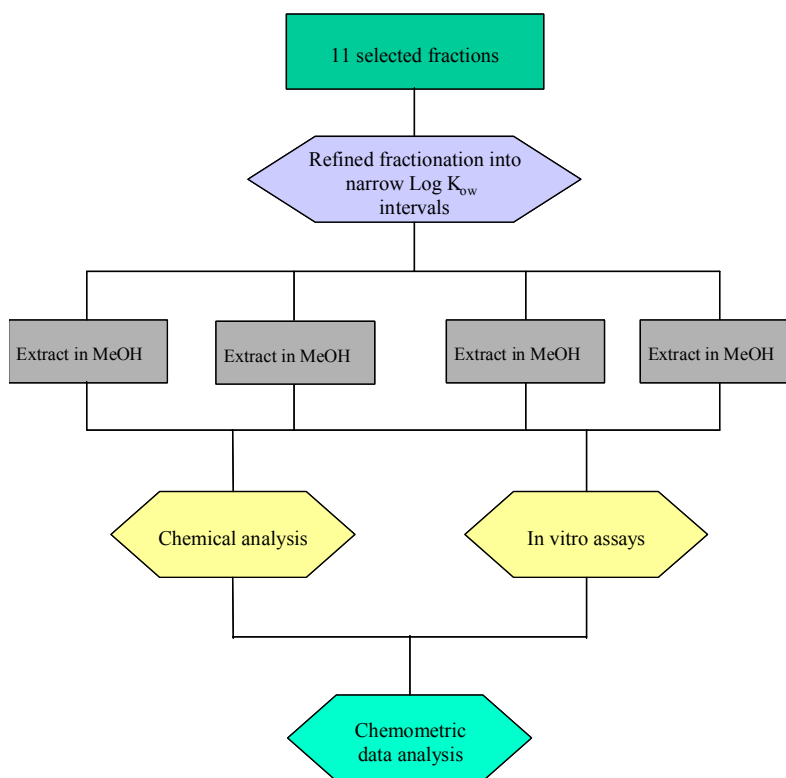 11 selected fractions
Refined fractionation into
narrow Log Kow
intervals
Extract in MeOH
Extract in MeOH
Extract in MeOH
Extract in MeOH
Chemical analysis
In vitro assays
Chemometric
data analysis